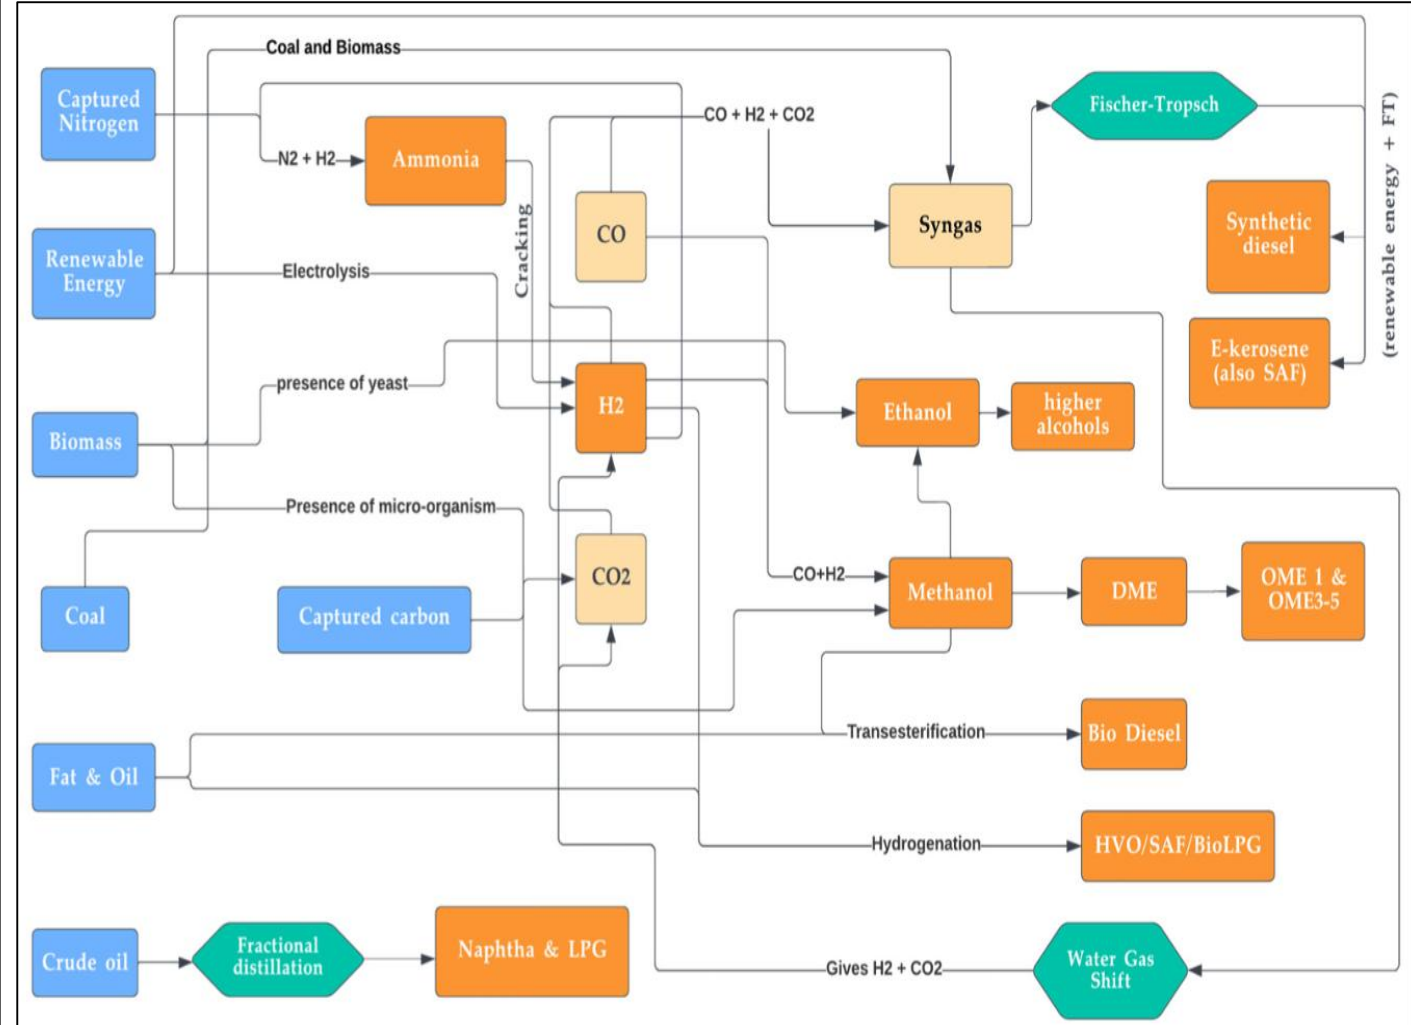 Coal and Biomass
Captured
Nitrogen
N2 + H2
Ammonia
CO + H2 + CO2
Fischer-Tropsch
(renewable energy + FT)
CO
Syngas
Synthetic
diesel
Renewable
Energy
Electrolysis
Cracking
E-kerosene
(also SAF)
presence of yeast
H2
Ethanol
higher
alcohols
Biomass
Presence of micro-organism
CO2
CO+H2
Methanol
DME
OME 1 &
OME3-5
Coal
Captured carbon
Transesterification
Bio Diesel
Fat & Oil
Hydrogenation
HVO/SAF/BioLPG
Crude oil
Fractional
distillation
Naphtha & LPG
Gives H2 + CO2
Water Gas
Shift